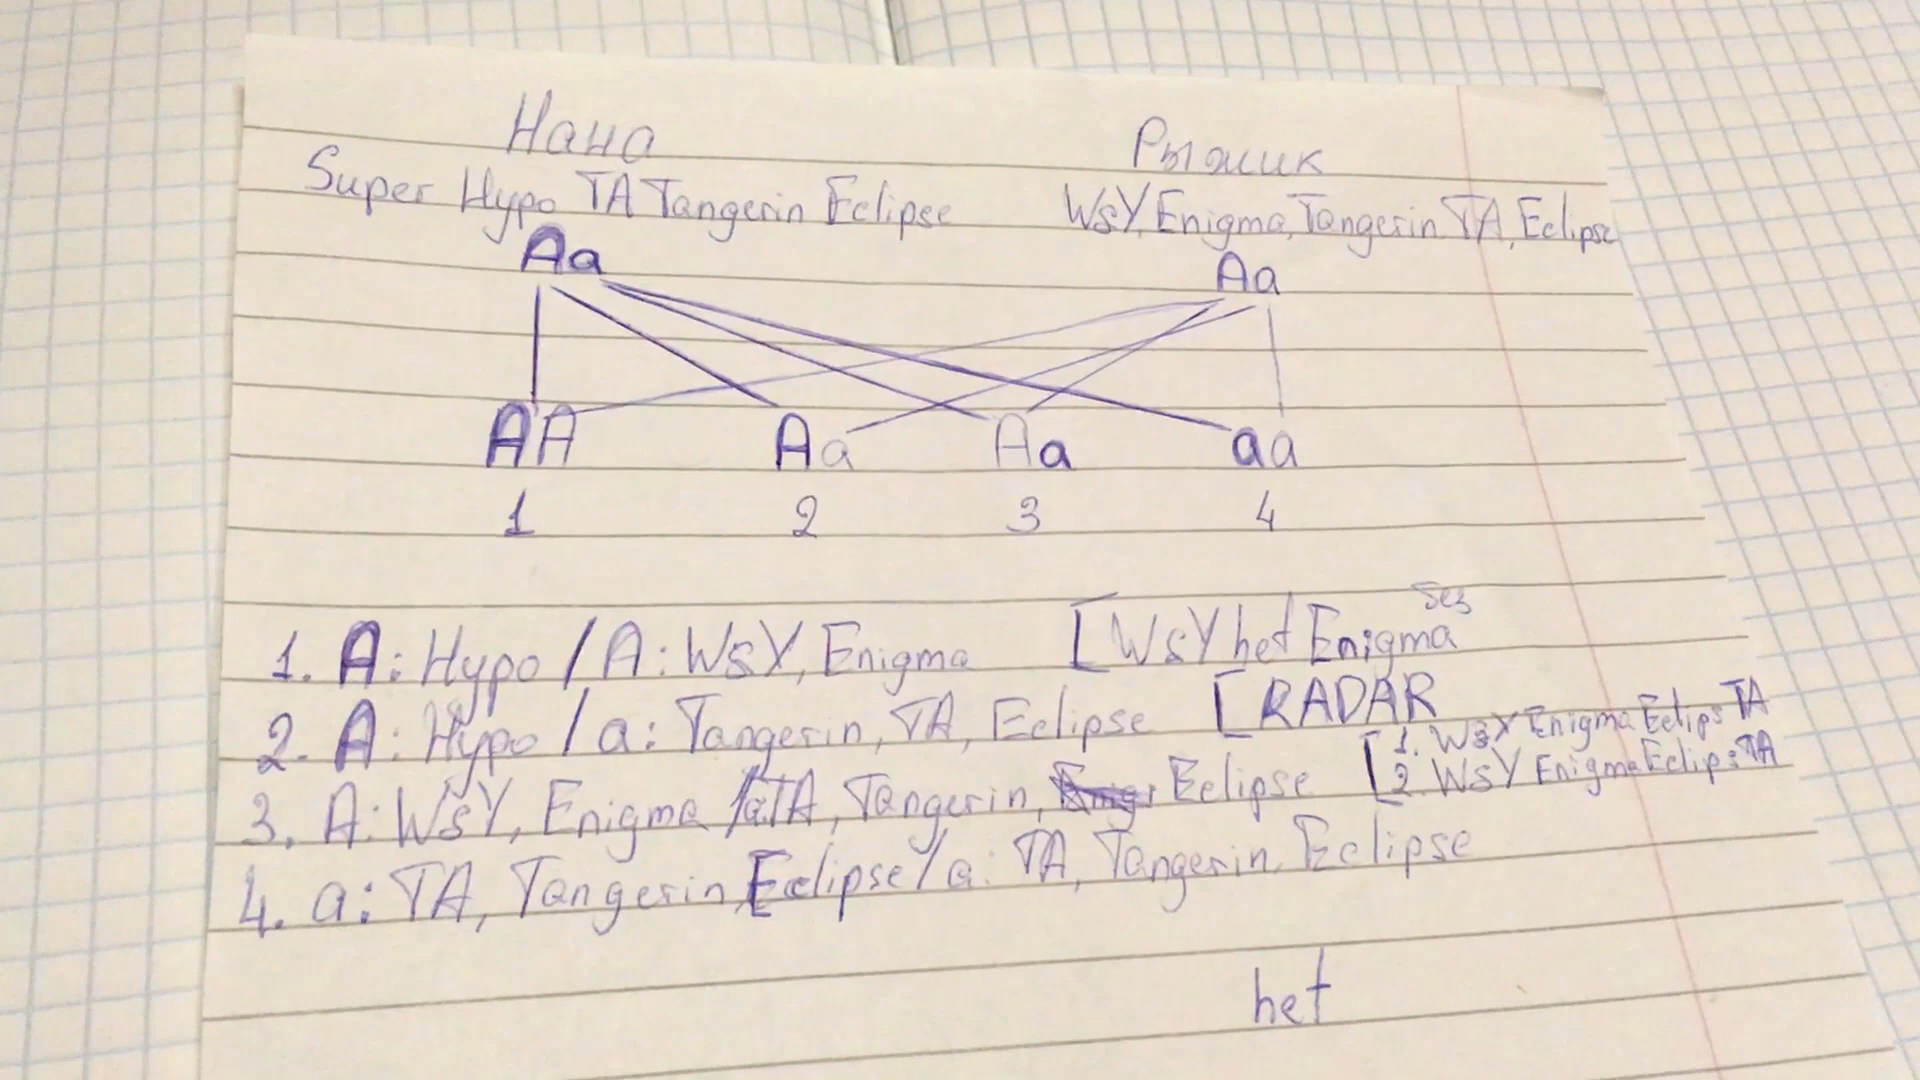 Нана Рыжик
Super Hypo TA Tangerin Eclipse WsY, Enigma, Tangerin TA, Eclipse
Aa Aa
AA Aa Aa aa
1 2 3 4
1. A: Hypo / A: WsY, Enigma [WsY het Enigma
2. A: Hypo / a: Tangerin, TA, Eclipse [RADAR
3. A: WsY, Enigma /a:TA, Tangerin, Eclipse [1. WsY Enigma Eclips TA
2. WsY Enigma Eclips TA
4. a: TA, Tangerin, Eclipse / a: TA, Tangerin, Eclipse
het